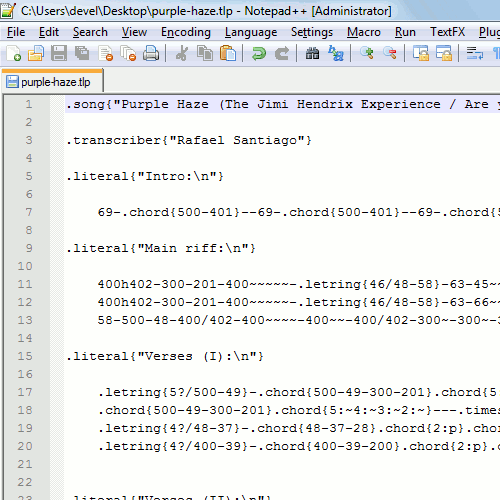 C:\Users\devel\Desktop\purple-haze.tlp - Notepad++ [Administrator]
File Edit Search View Encoding Language Settings Macro Run TextFX Plug
purple-haze.tlp
1 .song{"Purple Haze (The Jimi Hendrix Experience / Are y
2
3 .transcriber{"Rafael Santiago"}
4
5 .literal{"Intro:\n"}
6
7 69-.chord{500-401}--69-.chord{500-401}--69-.chord{5
8
9 .literal{"Main riff:\n"}
10
11 400h402-300-201-400~~~~~-.letring{46/48-58}-63-45~~
12 400h402-300-201-400~~~~~-.letring{46/48-58}-63-66~~
13 58-500-48-400/402-400~~~~-400~~-400/402-300~-300~-3
14
15 .literal{"Verses (I):\n"}
16
17 .letring{5?/500-49}-.chord{500-49-300-201}.chord{5
18 .chord{500-49-300-201}.chord{5:~4:~3:~2:~}---.times
19 .letring{4?/48-37}-.chord{48-37-28}.chord{2:p}.chor
20 .letring{4?/400-39}-.chord{400-39-200}.chord{2:p}.c
21
22
23 .literal{"Verses (II):\n"}